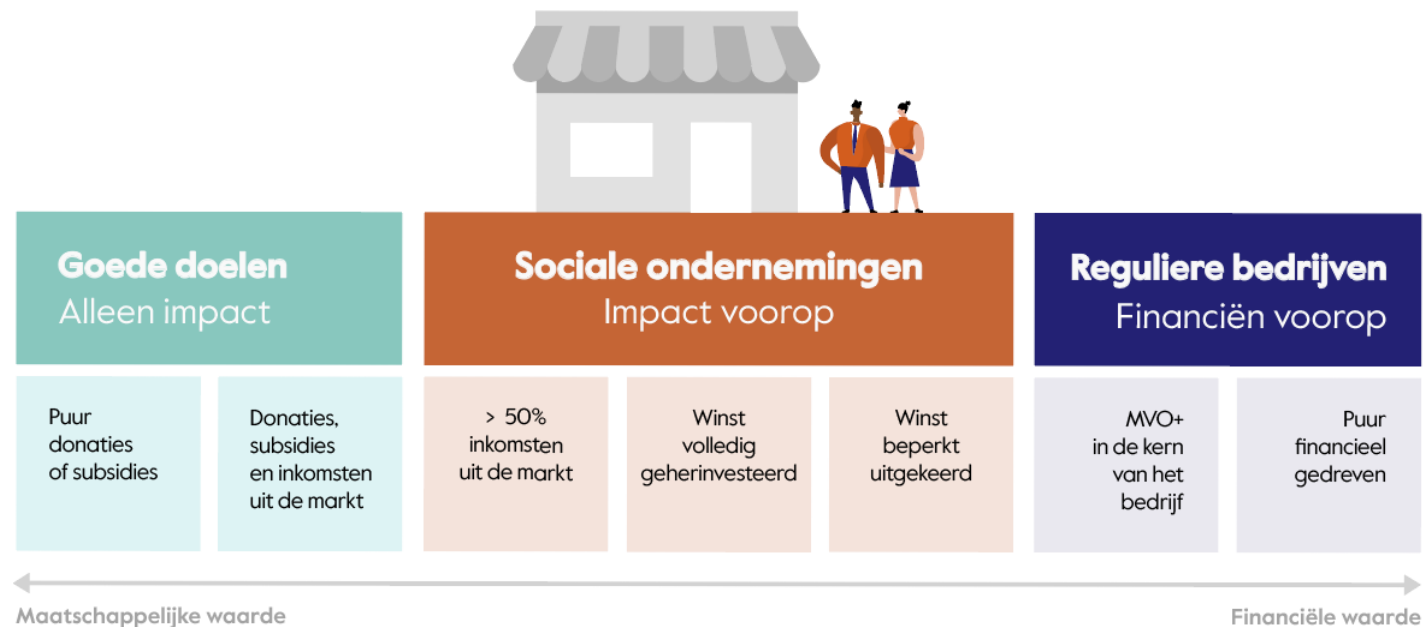 Goede doelen
Alleen impact
Sociale ondernemingen
Impact voorop
Reguliere bedrijven
Financiën voorop
Puur
donaties
of subsidies
Donaties,
subsidies
en inkomsten
uit de markt
> 50%
inkomsten
uit de markt
Winst
volledig
geherinvesteerd
Winst
beperkt
uitgekeerd
MVO+
in de kern
van het
bedrijf
Puur
financieel
gedreven
Maatschappelijke waarde
Financiële waarde